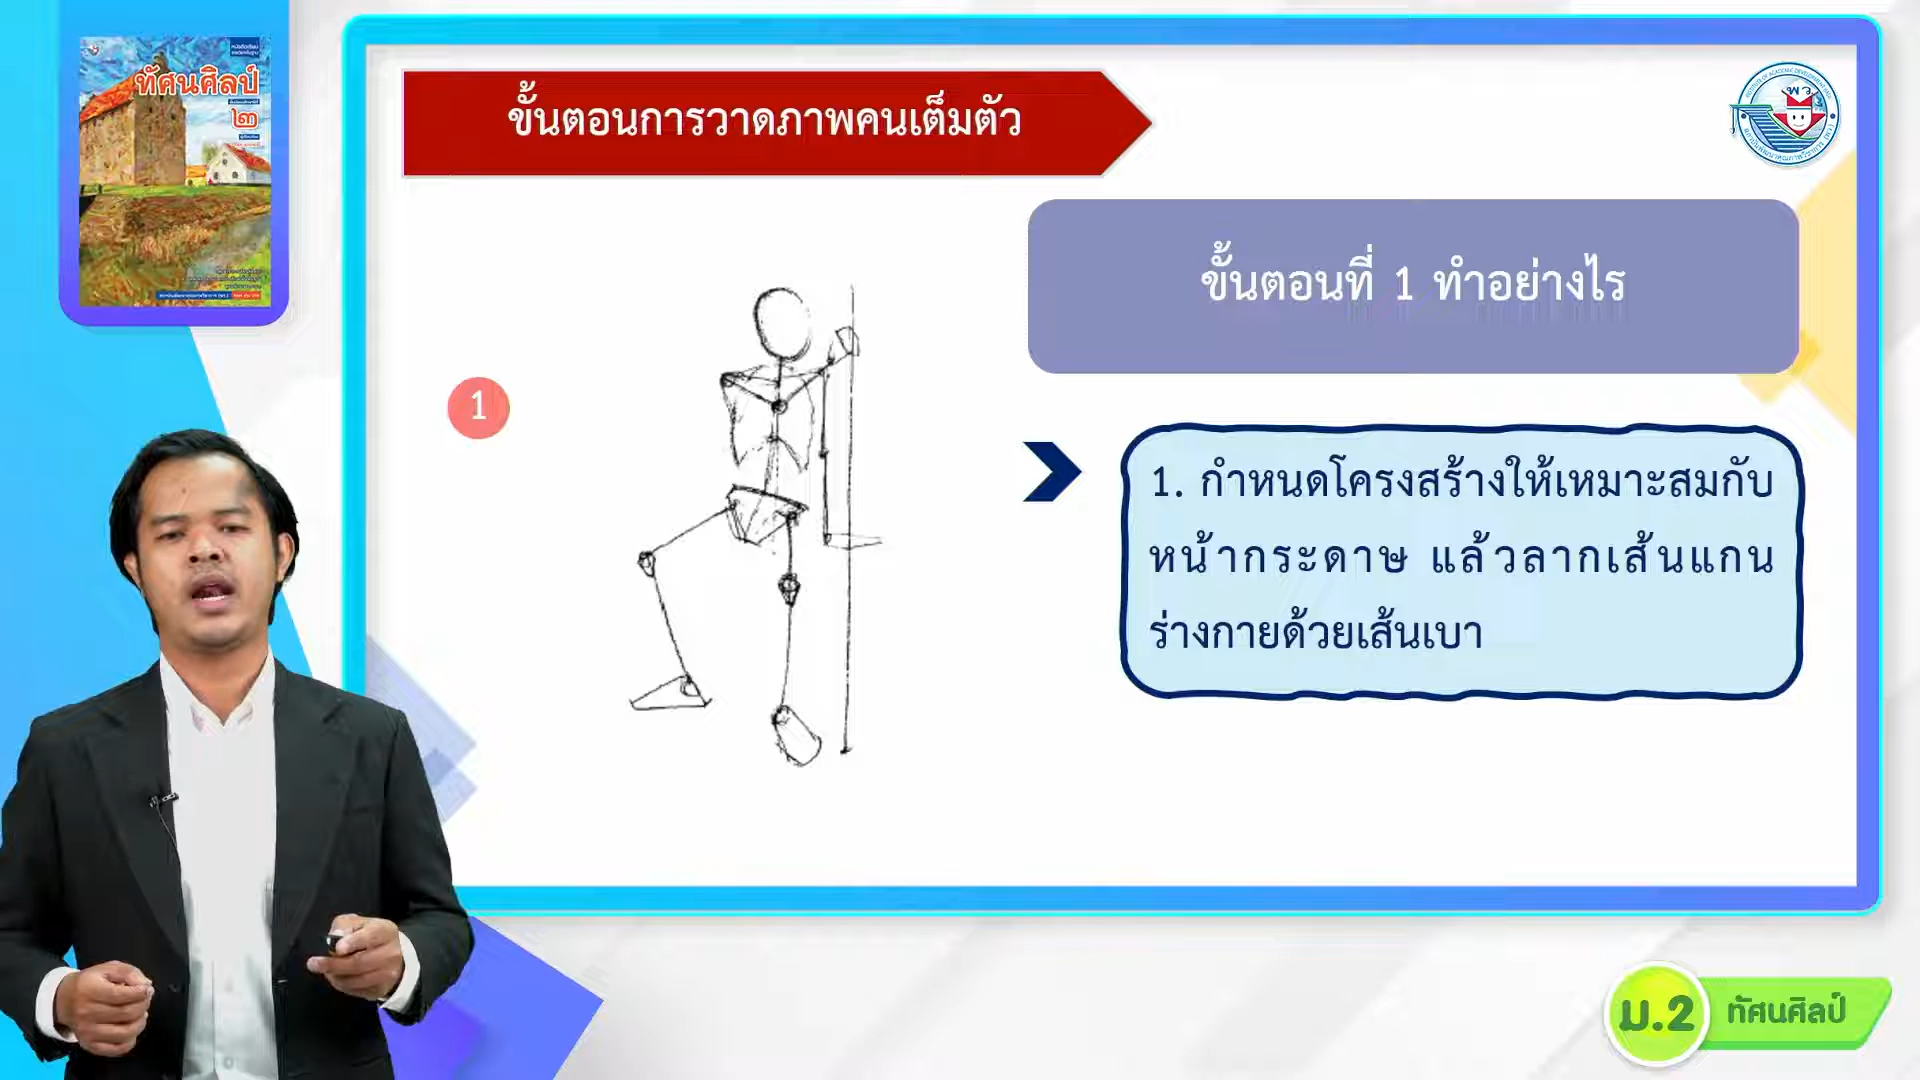 ทัศนศิลป์
๒
ขั้นตอนการวาดภาพคนเต็มตัว
พว.
ขั้นตอนที่ 1 ทำอย่างไร
1
1. กำหนดโครงสร้างให้เหมาะสมกับ
หน้ากระดาษ แล้วลากเส้นแกน
ร่างกายด้วยเส้นเบา
ม.2 ทัศนศิลป์